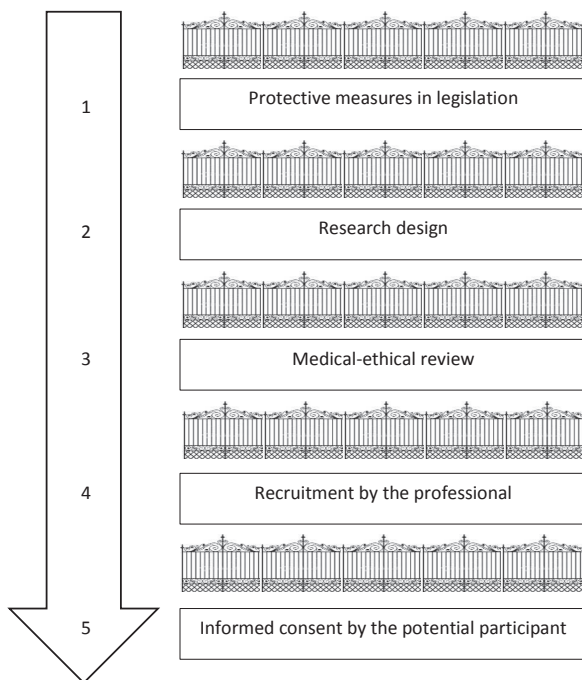 1
Protective measures in legislation
2
Research design
3
Medical-ethical review
4
Recruitment by the professional
5
Informed consent by the potential participant